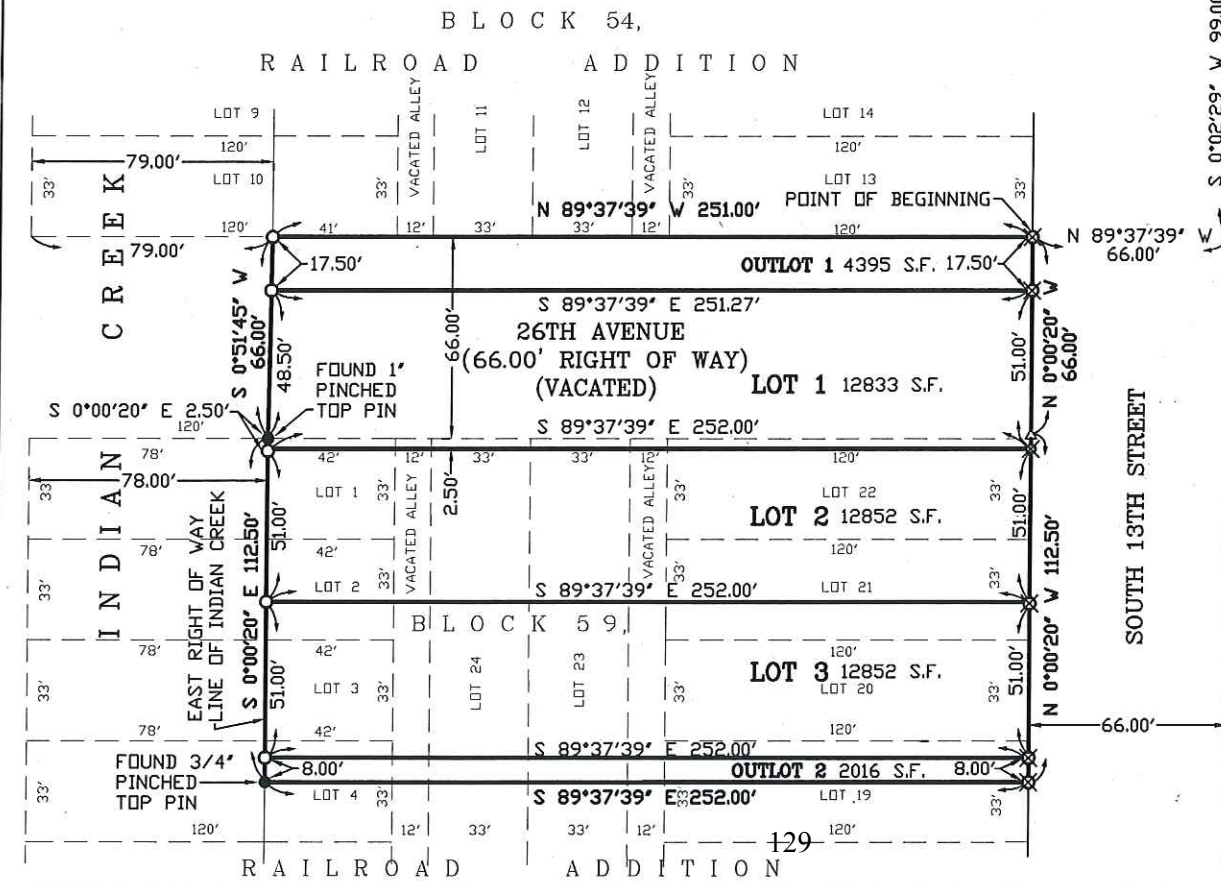 BLOCK 54,
RAILROAD ADDITION
S 0°02'29" W 99.00'
LOT 9
VACATED ALLEY
LOT 11
LOT 12
VACATED ALLEY
LOT 14
120'
120'
79.00'
LOT 10
LOT 13
33'
33'
33'
33'
POINT OF BEGINNING
N 89°37'39" W 251.00'
120'
41'
12'
33'
33'
12'
120'
79.00'
N 89°37'39" W
66.00'
17.50'
OUTLOT 1 4395 S.F. 17.50'
S 89°37'39" E 251.27'
S 0°51'45" W
66.00'
48.50'
66.00'
26TH AVENUE
(66.00' RIGHT OF WAY)
(VACATED)
LOT 1 12833 S.F.
51.00'
N 0°00'20" W
66.00'
FOUND 1"
PINCHED
TOP PIN
S 0°00'20" E 2.50'
120'
S 89°37'39" E 252.00'
78'
42'
12'
33'
33'
12'
120'
78.00'
2.50'
INDIAN CREEK
33'
LOT 1
33'
33'
LOT 22
33'
VACATED ALLEY
VACATED ALLEY
LOT 2 12852 S.F.
51.00'
51.00'
EAST RIGHT OF WAY
LINE OF INDIAN CREEK
S 0°00'20" E 112.50'
N 0°00'20" W 112.50'
SOUTH 13TH STREET
78'
42'
120'
33'
LOT 2
33'
33'
S 89°37'39" E 252.00'
LOT 21
33'
BLOCK 59,
78'
42'
120'
LOT 24
LOT 23
LOT 3 12852 S.F.
51.00'
51.00'
33'
LOT 3
33'
33'
LOT 20
33'
78'
42'
120'
66.00'
S 89°37'39" E 252.00'
FOUND 3/4"
PINCHED
TOP PIN
8.00'
OUTLOT 2 2016 S.F. 8.00'
33'
LOT 4
33'
S 89°37'39" E 252.00'
33'
LOT 19
33'
120'
12'
33'
33'
12'
129
120'
RAILROAD ADDITION